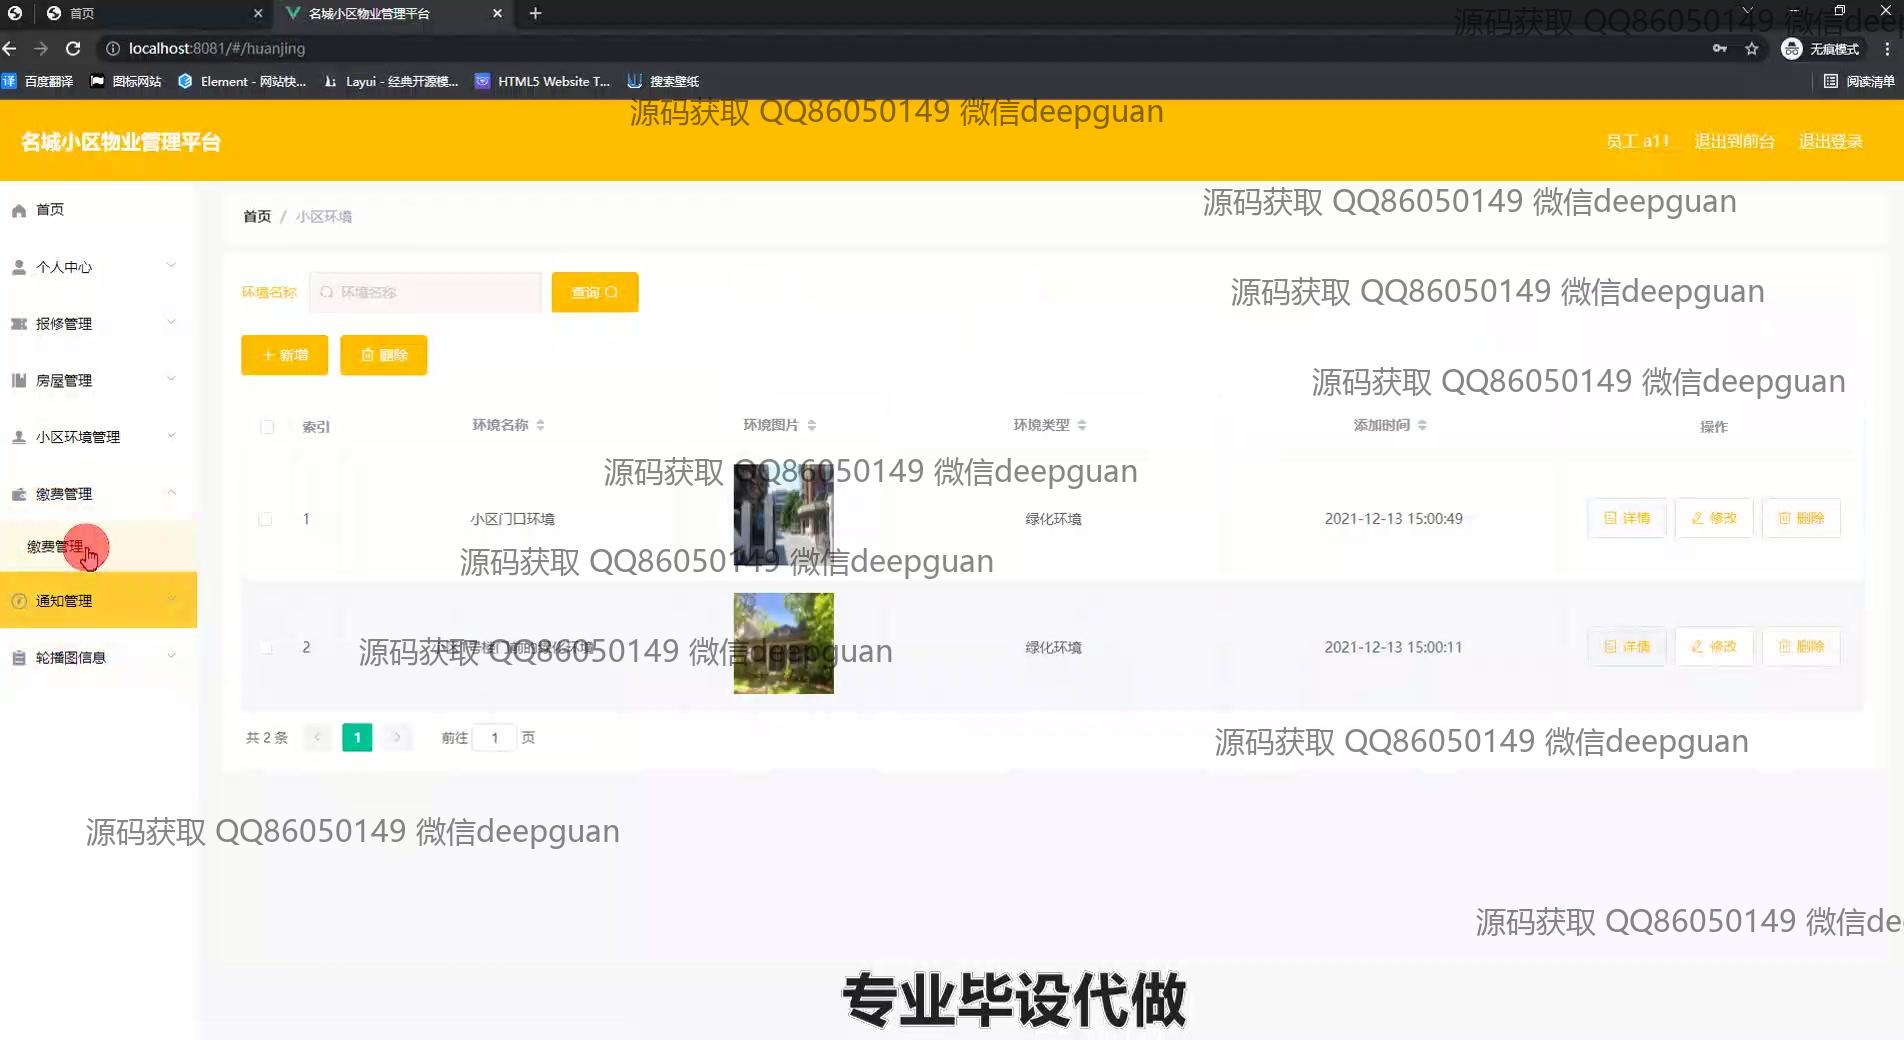 首页
名城小区物业管理平台
localhost:8081/#/huanjing
无痕模式
百度翻译
图标网站
Element - 网站快...
Layui - 经典开源模...
HTML5 Website T...
搜索壁纸
阅读清单
源码获取 QQ86050149 微信deep
源码获取 QQ86050149 微信deepguan
名城小区物业管理平台
员工 a11
退出到前台
退出登录
首页
个人中心
报修管理
房屋管理
小区环境管理
缴费管理
缴费管理
通知管理
轮播图信息
首页 / 小区环境
源码获取 QQ86050149 微信deepguan
环境名称
环境名称
查询
源码获取 QQ86050149 微信deepguan
新增
删除
源码获取 QQ86050149 微信deepguan
索引 环境名称 环境图片 环境类型 添加时间 操作
源码获取 QQ86050149 微信deepguan
1 小区门口环境 绿化环境 2021-12-13 15:00:49 详情 修改 删除
源码获取 QQ86050149 微信deepguan
2 绿化环境 2021-12-13 15:00:11 详情 修改 删除
源码获取 QQ86050149 微信deepguan
共 2 条 1 前往 1 页
源码获取 QQ86050149 微信deepguan
源码获取 QQ86050149 微信deepguan
源码获取 QQ86050149 微信de
专业毕设代做